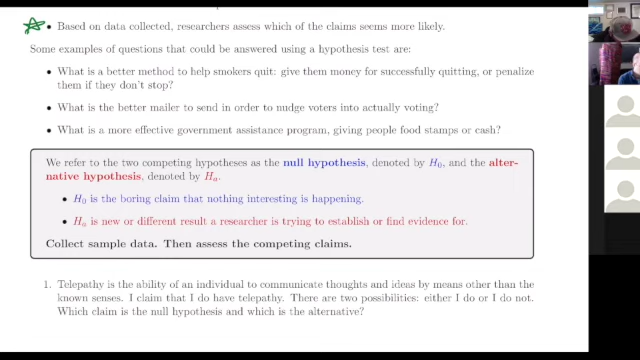 • Based on data collected, researchers assess which of the claims seems more likely.
Some examples of questions that could be answered using a hypothesis test are:
• What is a better method to help smokers quit: give them money for successfully quitting, or penalize
them if they don't stop?
• What is the better mailer to send in order to nudge voters into actually voting?
• What is a more effective government assistance program, giving people food stamps or cash?
We refer to the two competing hypotheses as the null hypothesis, denoted by H₀, and the alter-
native hypothesis, denoted by Hₐ.
• H₀ is the boring claim that nothing interesting is happening.
• Hₐ is new or different result a researcher is trying to establish or find evidence for.
Collect sample data. Then assess the competing claims.
1. Telepathy is the ability of an individual to communicate thoughts and ideas by means other than the
known senses. I claim that I do have telepathy. There are two possibilities: either I do or I do not.
Which claim is the null hypothesis and which is the alternative?